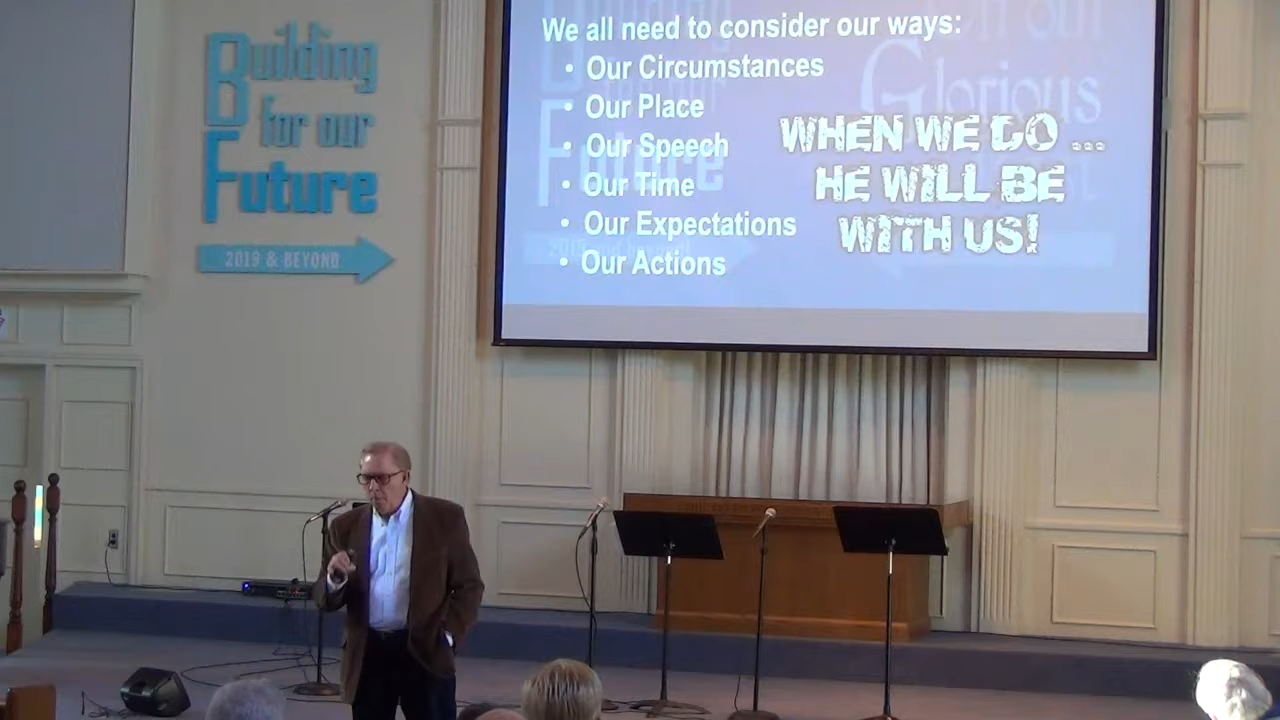 Building
for our
Future
2019 & BEYOND
We all need to consider our ways:
• Our Circumstances
• Our Place
• Our Speech
• Our Time
• Our Expectations
• Our Actions
Glorious
WHEN WE DO ...
HE WILL BE
WITH US!